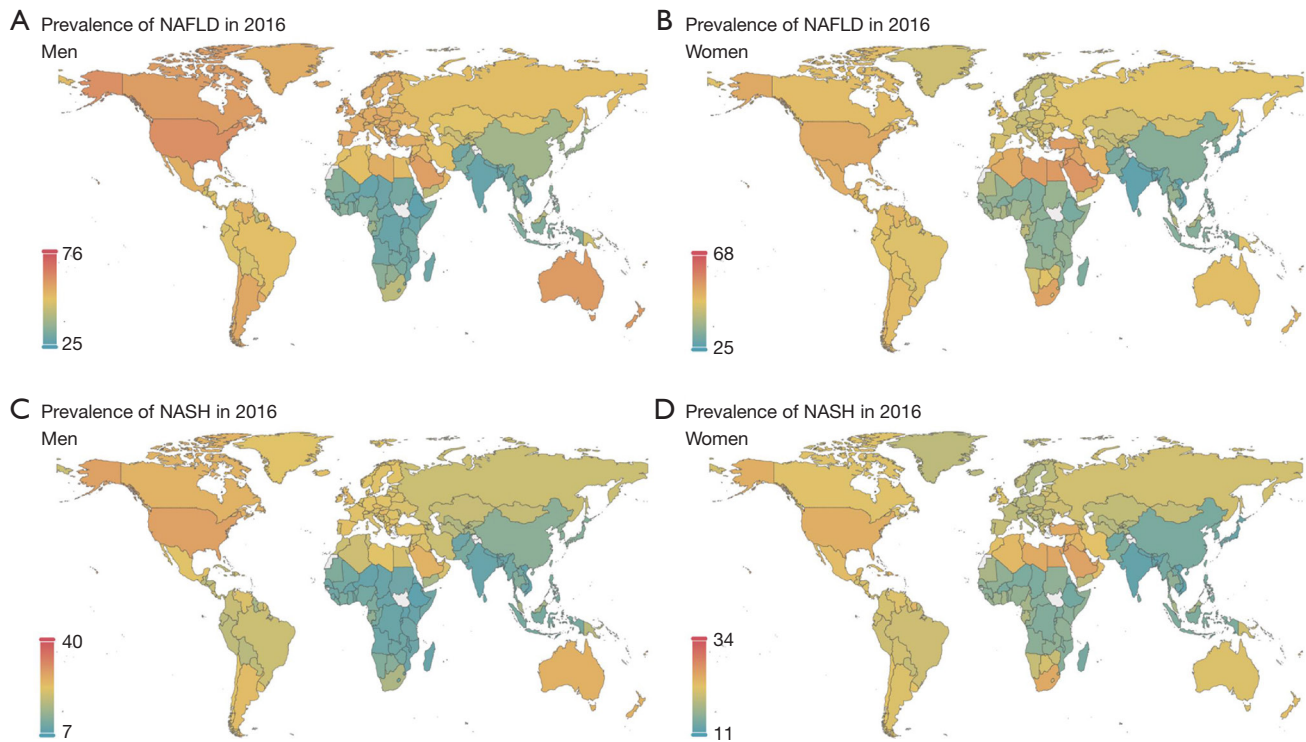 A Prevalence of NAFLD in 2016
Men
76
25
B Prevalence of NAFLD in 2016
Women
68
25
C Prevalence of NASH in 2016
Men
40
7
D Prevalence of NASH in 2016
Women
34
11